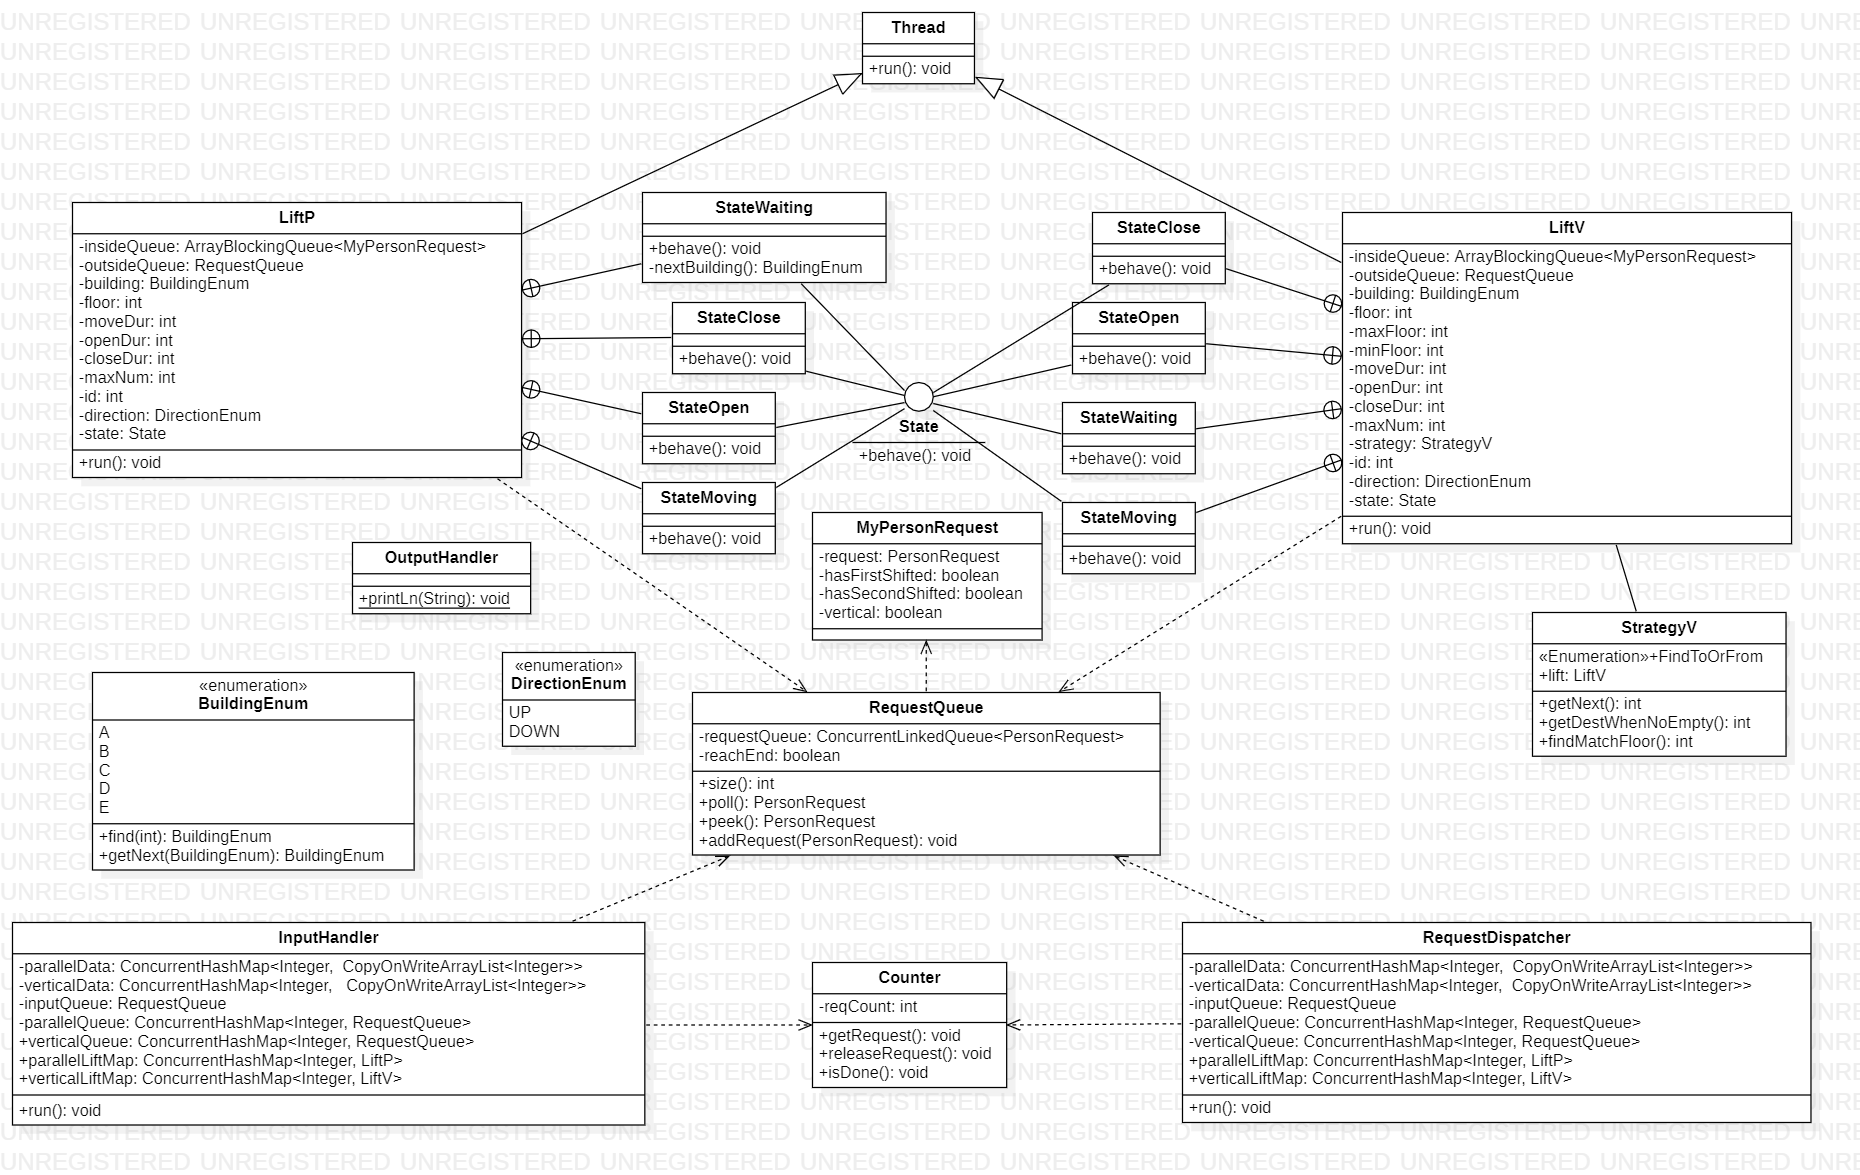 Thread
+run(): void
LiftP
-insideQueue: ArrayBlockingQueue<MyPersonRequest>
-outsideQueue: RequestQueue
-building: BuildingEnum
-floor: int
-moveDur: int
-openDur: int
-closeDur: int
-maxNum: int
-id: int
-direction: DirectionEnum
-state: State
+run(): void
StateWaiting
+behave(): void
-nextBuilding(): BuildingEnum
StateClose
+behave(): void
StateOpen
+behave(): void
StateMoving
+behave(): void
State
+behave(): void
StateClose
+behave(): void
StateOpen
+behave(): void
StateWaiting
+behave(): void
StateMoving
+behave(): void
LiftV
-insideQueue: ArrayBlockingQueue<MyPersonRequest>
-outsideQueue: RequestQueue
-building: BuildingEnum
-floor: int
-maxFloor: int
-minFloor: int
-moveDur: int
-openDur: int
-closeDur: int
-maxNum: int
-strategy: StrategyV
-id: int
-direction: DirectionEnum
-state: State
+run(): void
OutputHandler
+printLn(String): void
MyPersonRequest
-request: PersonRequest
-hasFirstShifted: boolean
-hasSecondShifted: boolean
-vertical: boolean
StrategyV
«Enumeration»+FindToOrFrom
+lift: LiftV
+getNext(): int
+getDestWhenNoEmpty(): int
+findMatchFloor(): int
«enumeration»
BuildingEnum
A
B
C
D
E
+find(int): BuildingEnum
+getNext(BuildingEnum): BuildingEnum
«enumeration»
DirectionEnum
UP
DOWN
RequestQueue
-requestQueue: ConcurrentLinkedQueue<PersonRequest>
-reachEnd: boolean
+size(): int
+poll(): PersonRequest
+peek(): PersonRequest
+addRequest(PersonRequest): void
InputHandler
-parallelData: ConcurrentHashMap<Integer, CopyOnWriteArrayList<Integer>>
-verticalData: ConcurrentHashMap<Integer, CopyOnWriteArrayList<Integer>>
-inputQueue: RequestQueue
-parallelQueue: ConcurrentHashMap<Integer, RequestQueue>
+verticalQueue: ConcurrentHashMap<Integer, RequestQueue>
+parallelLiftMap: ConcurrentHashMap<Integer, LiftP>
+verticalLiftMap: ConcurrentHashMap<Integer, LiftV>
+run(): void
Counter
-reqCount: int
+getRequest(): void
+releaseRequest(): void
+isDone(): void
RequestDispatcher
-parallelData: ConcurrentHashMap<Integer, CopyOnWriteArrayList<Integer>>
-verticalData: ConcurrentHashMap<Integer, CopyOnWriteArrayList<Integer>>
-inputQueue: RequestQueue
-parallelQueue: ConcurrentHashMap<Integer, RequestQueue>
-verticalQueue: ConcurrentHashMap<Integer, RequestQueue>
+parallelLiftMap: ConcurrentHashMap<Integer, LiftP>
+verticalLiftMap: ConcurrentHashMap<Integer, LiftV>
+run(): void
UNREGISTERED